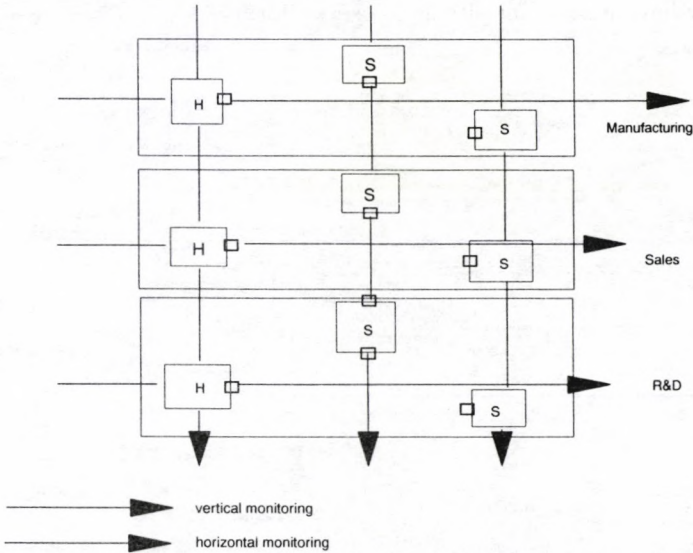 S
H
S
Manufacturing
S
H
S
Sales
S
H
R&D
S
vertical monitoring
horizontal monitoring